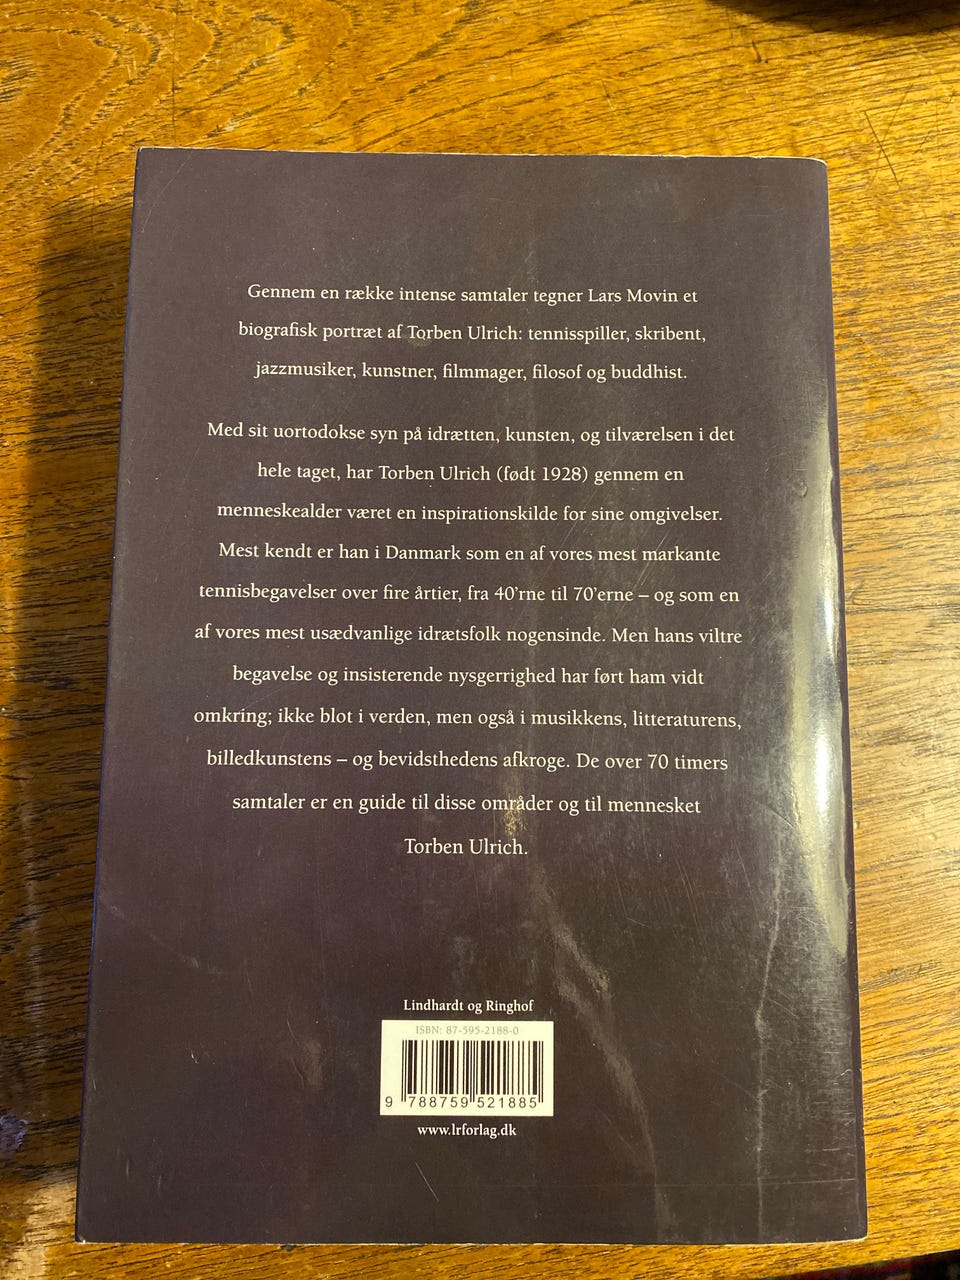 Gennem en række intense samtaler tegner Lars Movin et
biografisk portræt af Torben Ulrich: tennisspiller, skribent,
jazzmusiker, kunstner, filmmager, filosof og buddhist.
Med sit uortodokse syn på idrætten, kunsten, og tilværelsen i det
hele taget, har Torben Ulrich (født 1928) gennem en
menneskealder været en inspirationskilde for sine omgivelser.
Mest kendt er han i Danmark som en af vores mest markante
tennisbegavelser over fire årtier, fra 40'rne til 70'erne – og som en
af vores mest usædvanlige idrætsfolk nogensinde. Men hans viltre
begavelse og insisterende nysgerrighed har ført ham vidt
omkring; ikke blot i verden, men også i musikkens, litteraturens,
billedkunstens – og bevidsthedens afkroge. De over 70 timers
samtaler er en guide til disse områder og til mennesket
Torben Ulrich.
Lindhardt og Ringhof
ISBN: 87-595-2188-0
9 788759 521885
www.lrforlag.dk